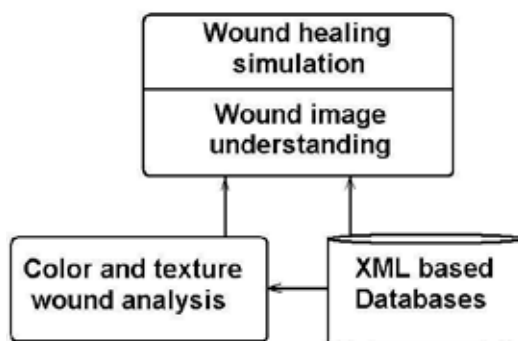 Wound healing
simulation
Wound image
understanding
Color and texture
wound analysis
XML based
Databases